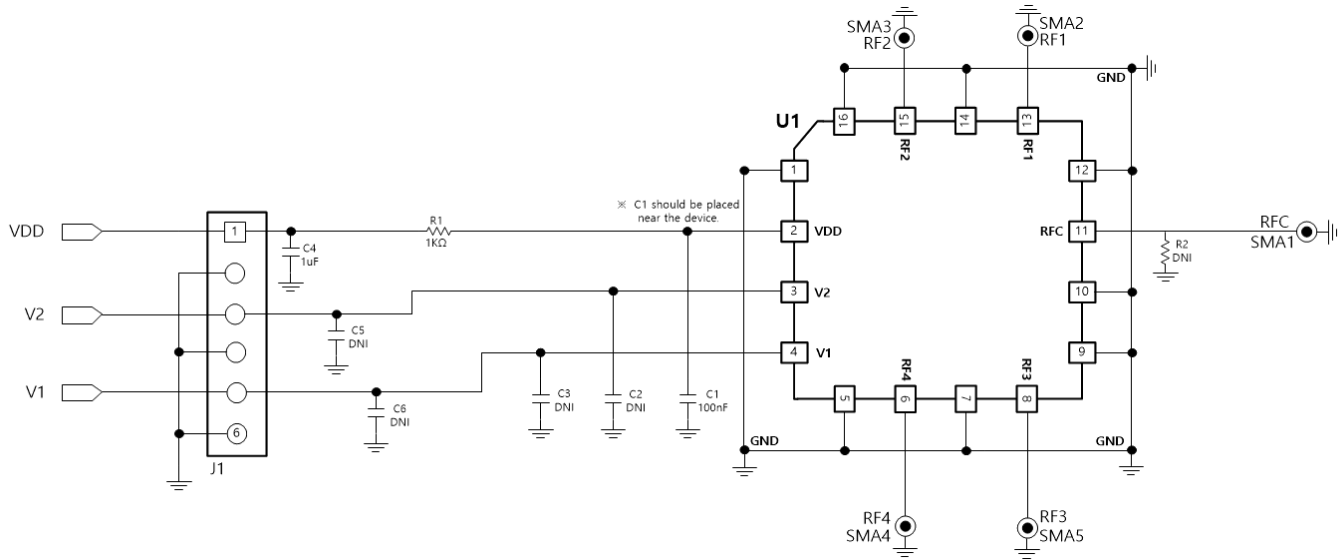 SMA3
RF2
SMA2
RF1
GND
U1
16
15
14
13
RF2
RF1
1
12
※ C1 should be placed
near the device.
VDD
1
C4
1uF
R1
1KΩ
2
VDD
RFC
11
R2
DNI
RFC
SMA1
V2
C5
DNI
3
V2
10
4
V1
9
V1
C6
DNI
C3
DNI
C2
DNI
C1
100nF
RF4
RF3
5
6
7
8
6
J1
GND
GND
RF4
SMA4
RF3
SMA5